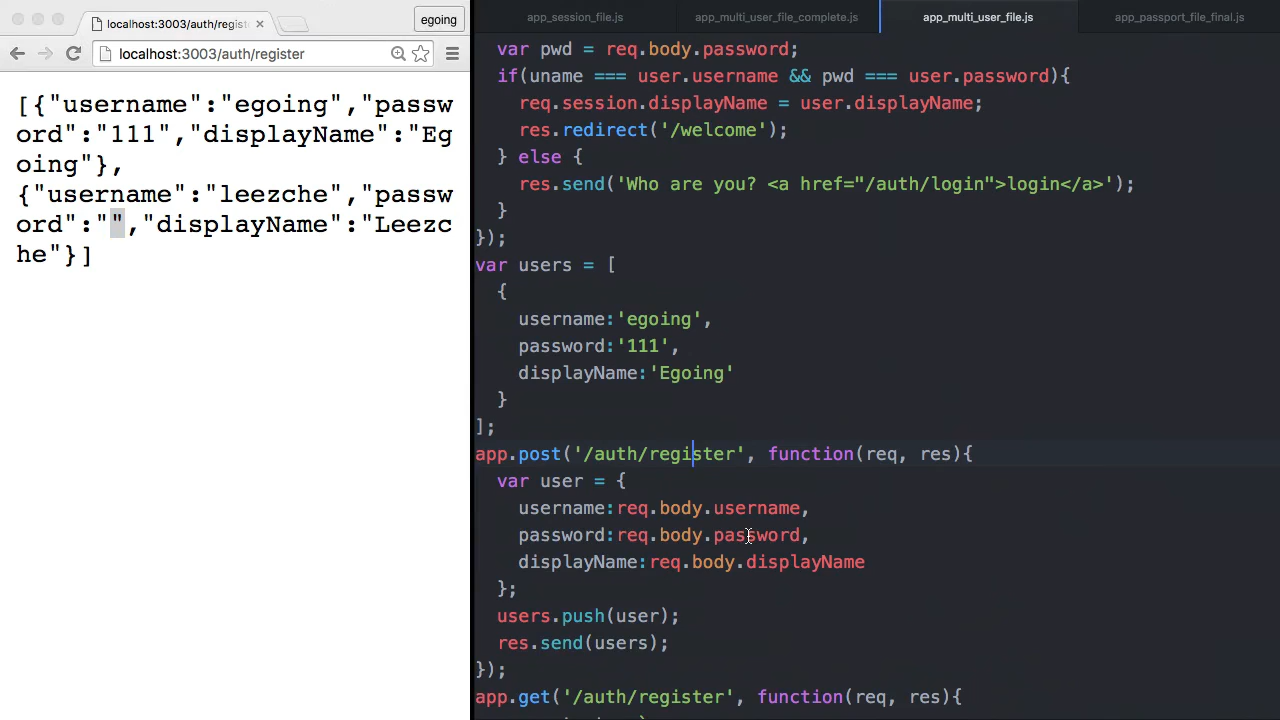 localhost:3003/auth/regist
egoing
localhost:3003/auth/register
[{"username":"egoing","passw
ord":"111","displayName":"Eg
oing"},
{"username":"leezche","passw
ord":"","displayName":"Leezc
he"}]
app_session_file.js
app_multi_user_file_complete.js
app_multi_user_file.js
app_passport_file_final.js
var pwd = req.body.password;
if(uname === user.username && pwd === user.password){
req.session.displayName = user.displayName;
res.redirect('/welcome');
} else {
res.send('Who are you? <a href="/auth/login">login</a>');
}
});
var users = [
{
username:'egoing',
password:'111',
displayName:'Egoing'
}
];
app.post('/auth/register', function(req, res){
var user = {
username:req.body.username,
password:req.body.password,
displayName:req.body.displayName
};
users.push(user);
res.send(users);
});
app.get('/auth/register', function(req, res){